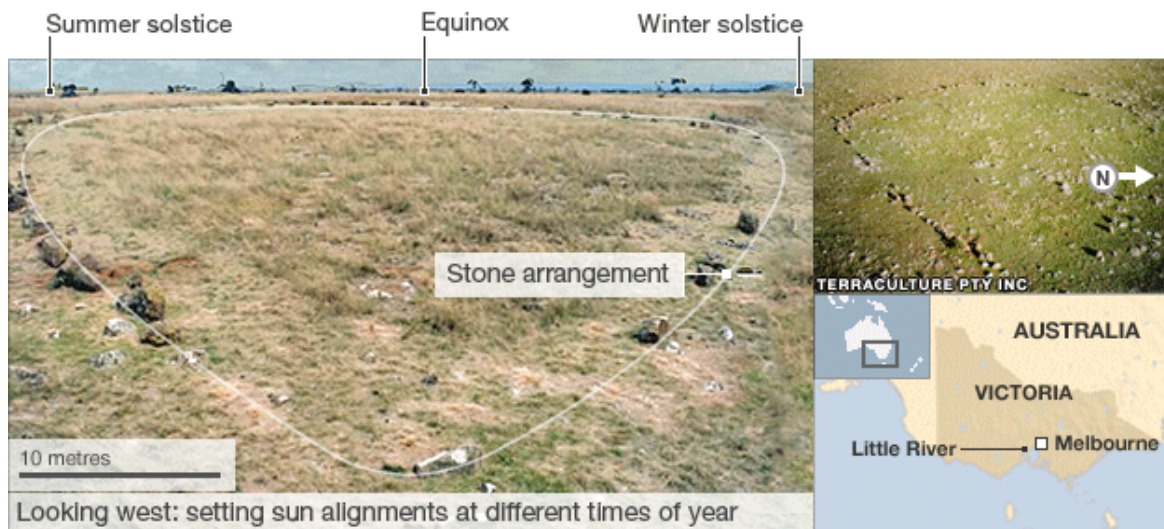 Summer solstice
Equinox
Winter solstice
Stone arrangement
10 metres
Looking west: setting sun alignments at different times of year
N
TERRACULTURE PTY INC
AUSTRALIA
VICTORIA
Little River
Melbourne